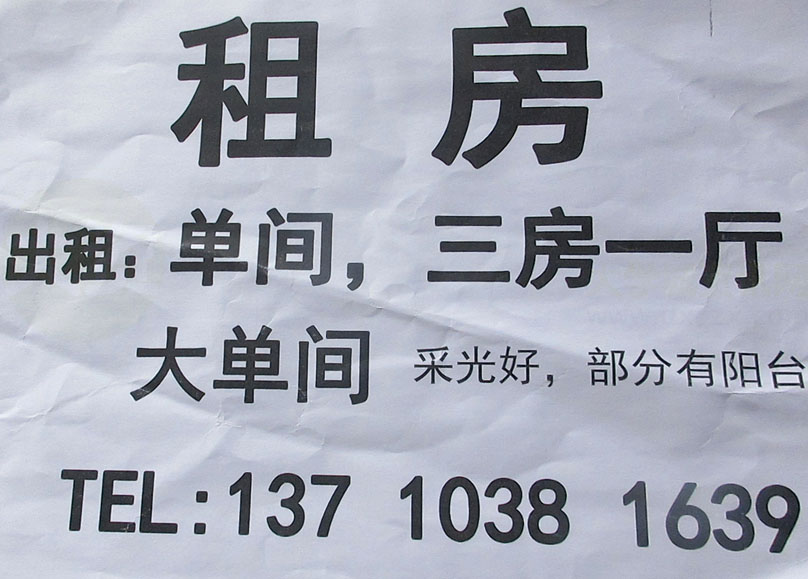 租 房
出租：单间，三房一厅
大单间 采光好，部分有阳台
TEL:137 1038 1639